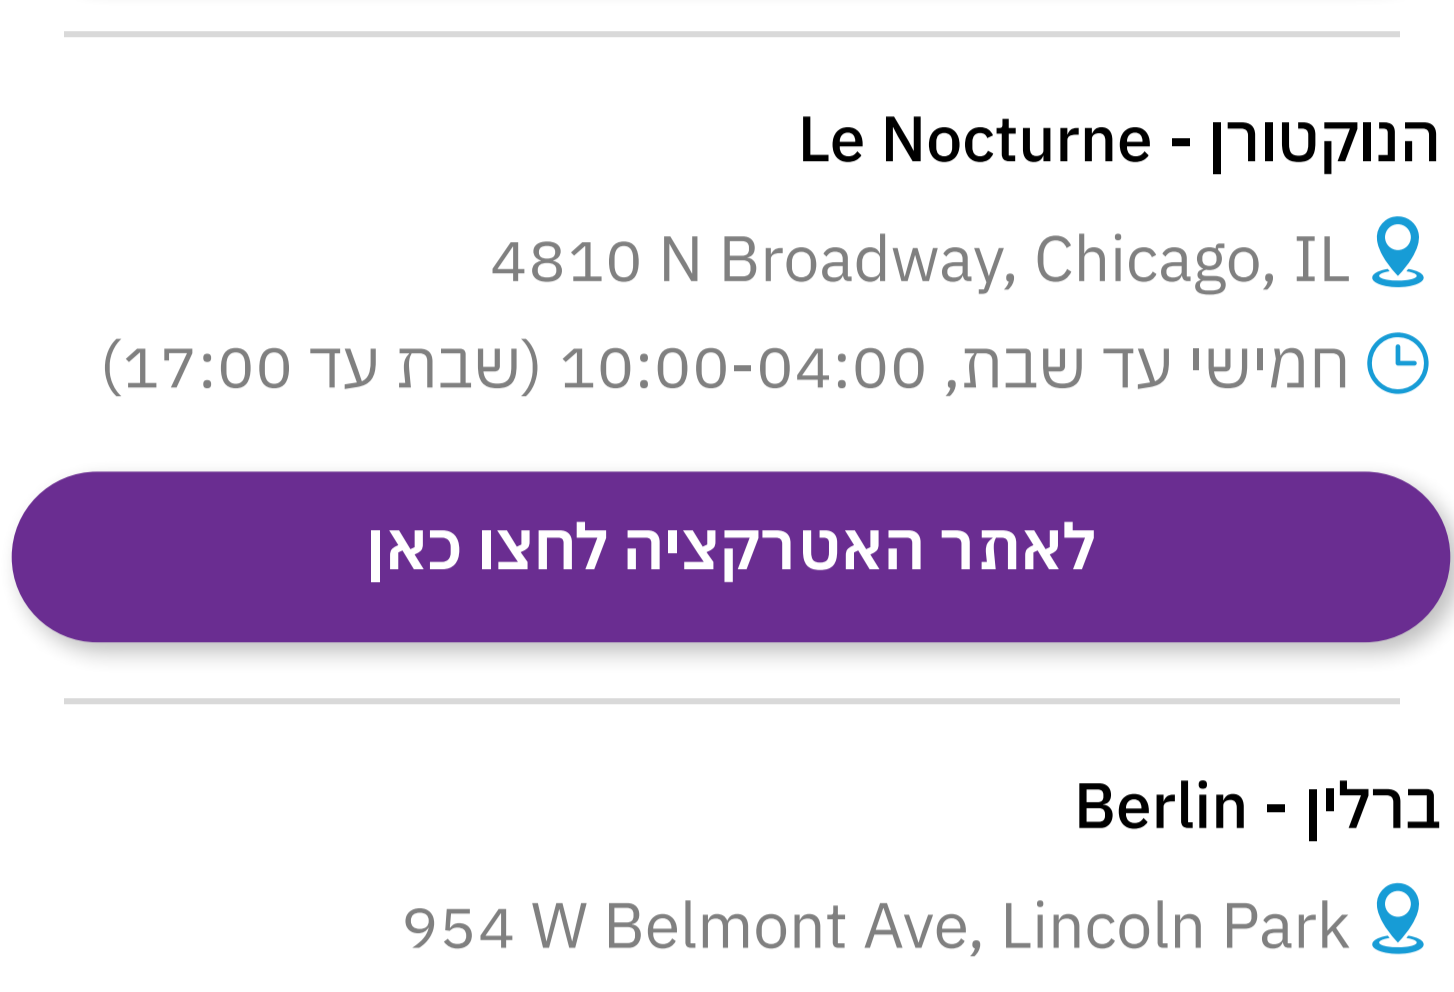 הנוקטורן - Le Nocturne
4810 N Broadway, Chicago, IL
חמישי עד שבת, 10:00-04:00 (שבת עד 17:00)
לאתר האטרקציה לחצו כאן
ברלין - Berlin
954 W Belmont Ave, Lincoln Park